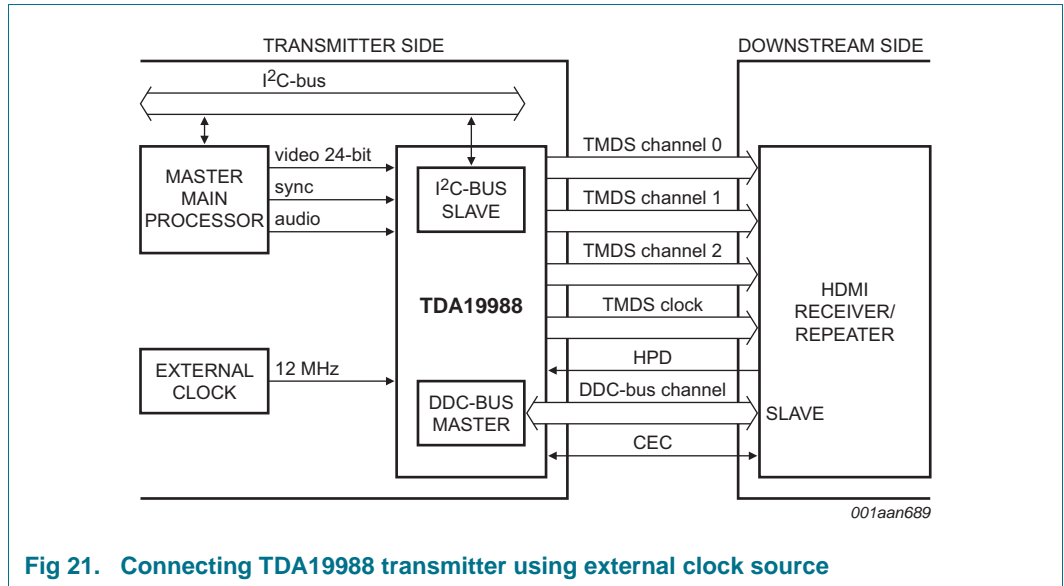 TRANSMITTER SIDE
DOWNSTREAM SIDE
I2C-bus
MASTER
MAIN
PROCESSOR
video 24-bit
sync
audio
I2C-BUS
SLAVE
TDA19988
EXTERNAL
CLOCK
12 MHz
DDC-BUS
MASTER
TMDS channel 0
TMDS channel 1
TMDS channel 2
TMDS clock
HPD
DDC-bus channel
CEC
HDMI
RECEIVER/
REPEATER
SLAVE
001aan689
Fig 21. Connecting TDA19988 transmitter using external clock source